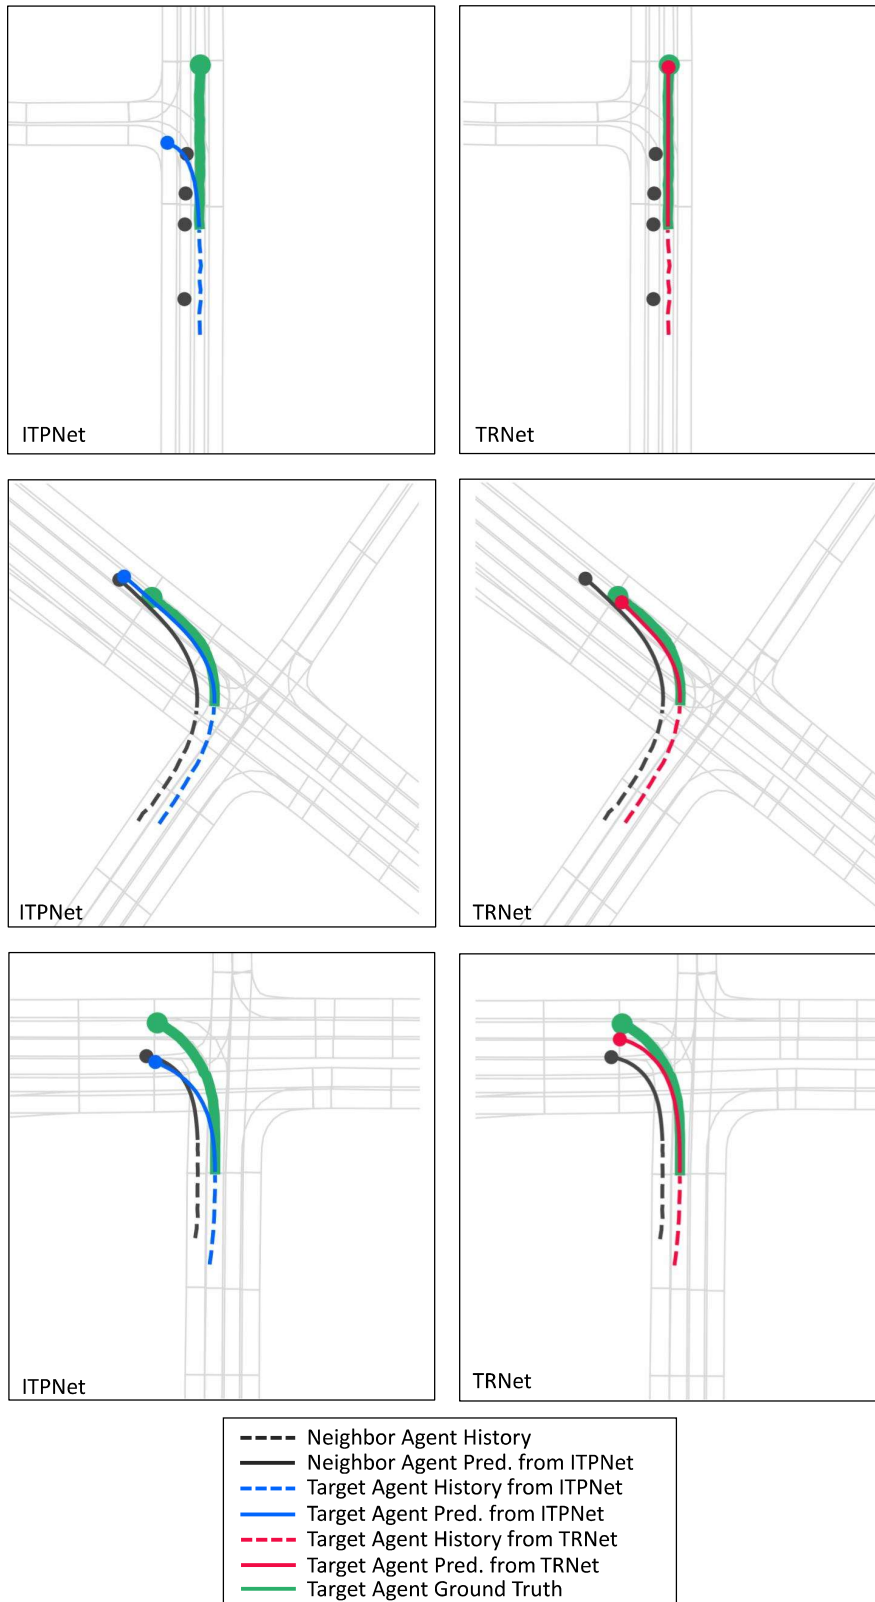 ITPNet
TRNet
ITPNet
TRNet
ITPNet
TRNet
Neighbor Agent History
Neighbor Agent Pred. from ITPNet
Target Agent History from ITPNet
Target Agent Pred. from ITPNet
Target Agent History from TRNet
Target Agent Pred. from TRNet
Target Agent Ground Truth